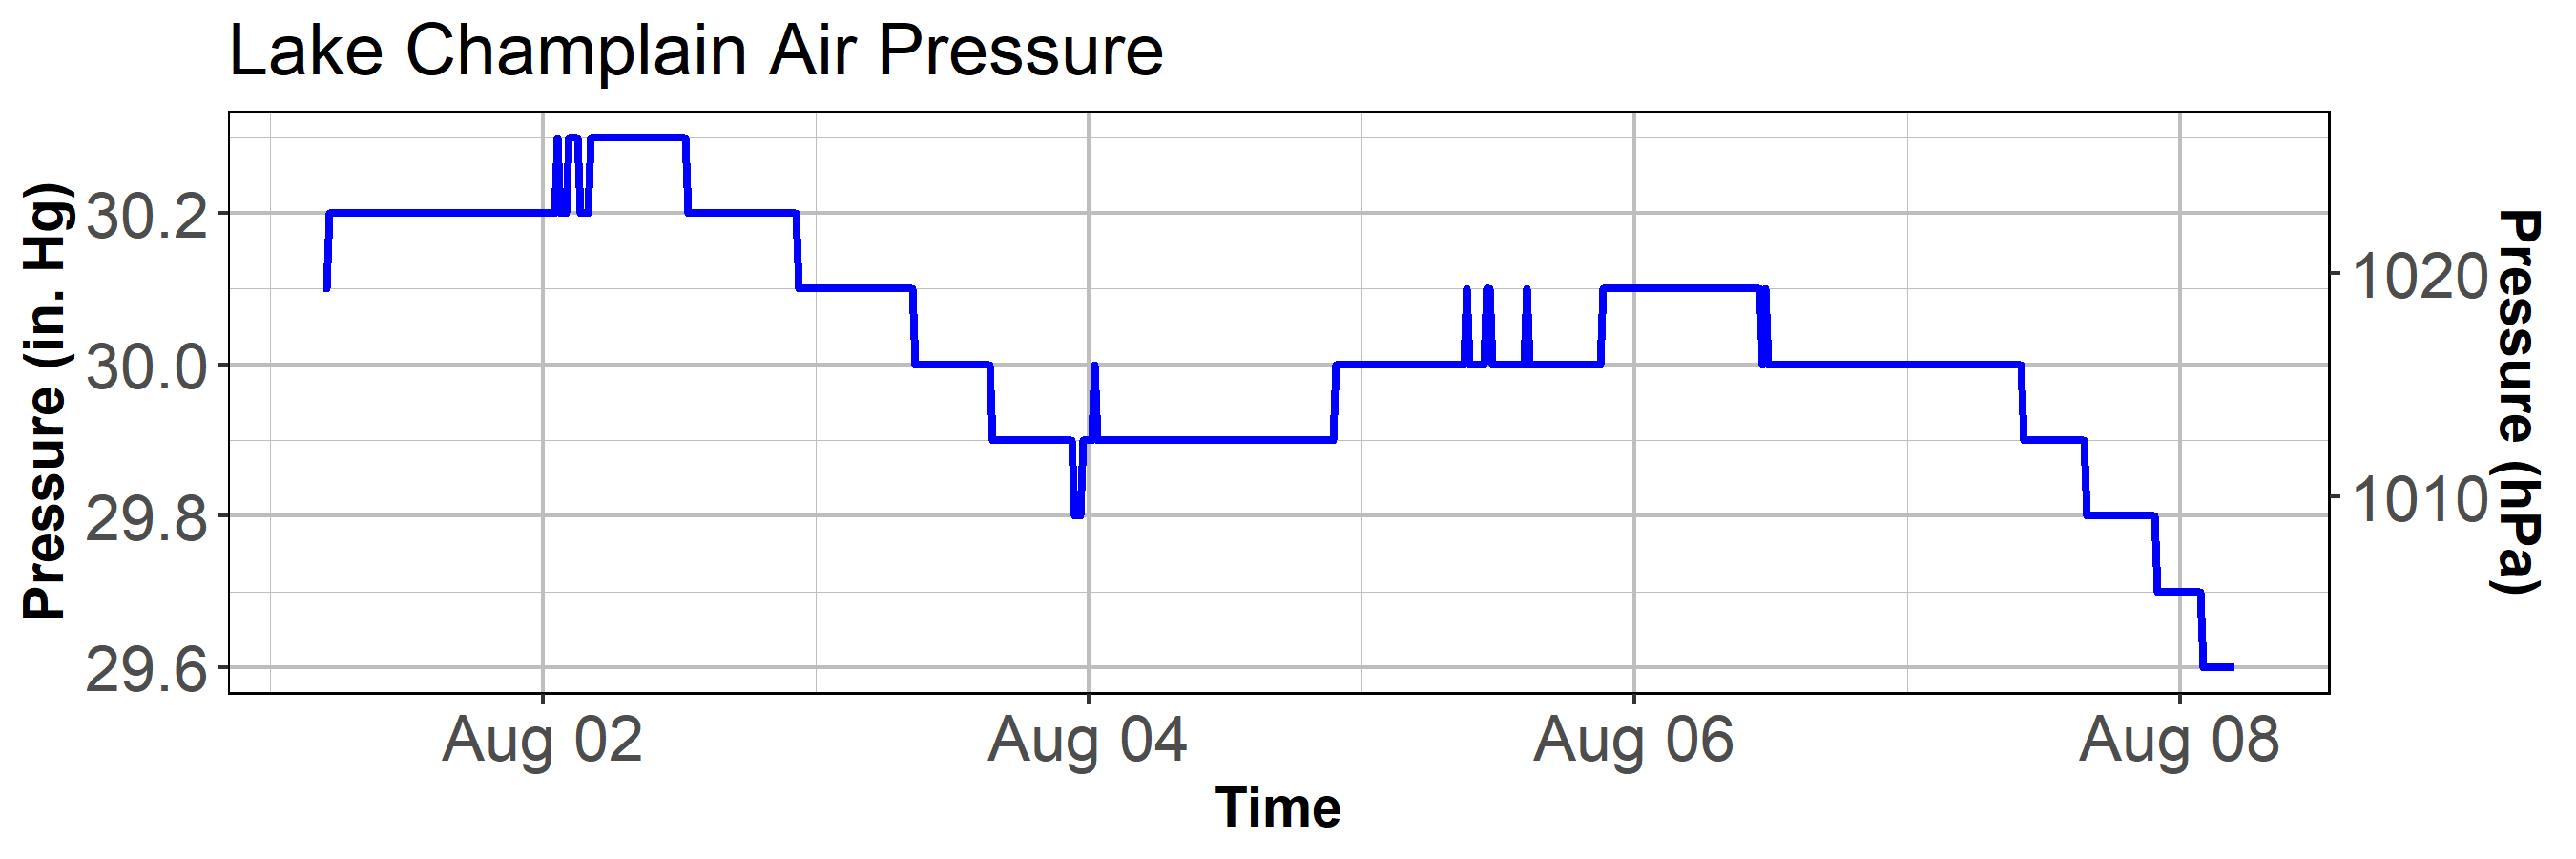 Lake Champlain Air Pressure
Pressure (in. Hg)
30.2
30.0
29.8
29.6
1020
1010
Pressure (hPa)
Aug 02
Aug 04
Aug 06
Aug 08
Time